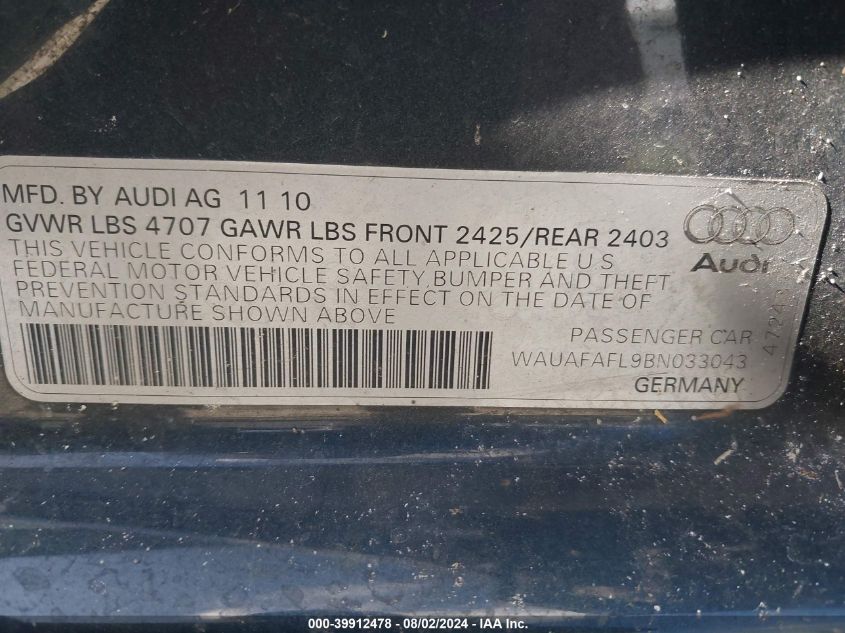 MFD. BY AUDI AG 11 10
GVWR LBS 4707 GAWR LBS FRONT 2425/REAR 2403
THIS VEHICLE CONFORMS TO ALL APPLICABLE U S
FEDERAL MOTOR VEHICLE SAFETY, BUMPER AND THEFT
PREVENTION STANDARDS IN EFFECT ON THE DATE OF
MANUFACTURE SHOWN ABOVE
Audi
PASSENGER CAR
WAUAFAFL9BN033043
GERMANY
000-39912478 - 08/02/2024 - IAA Inc.